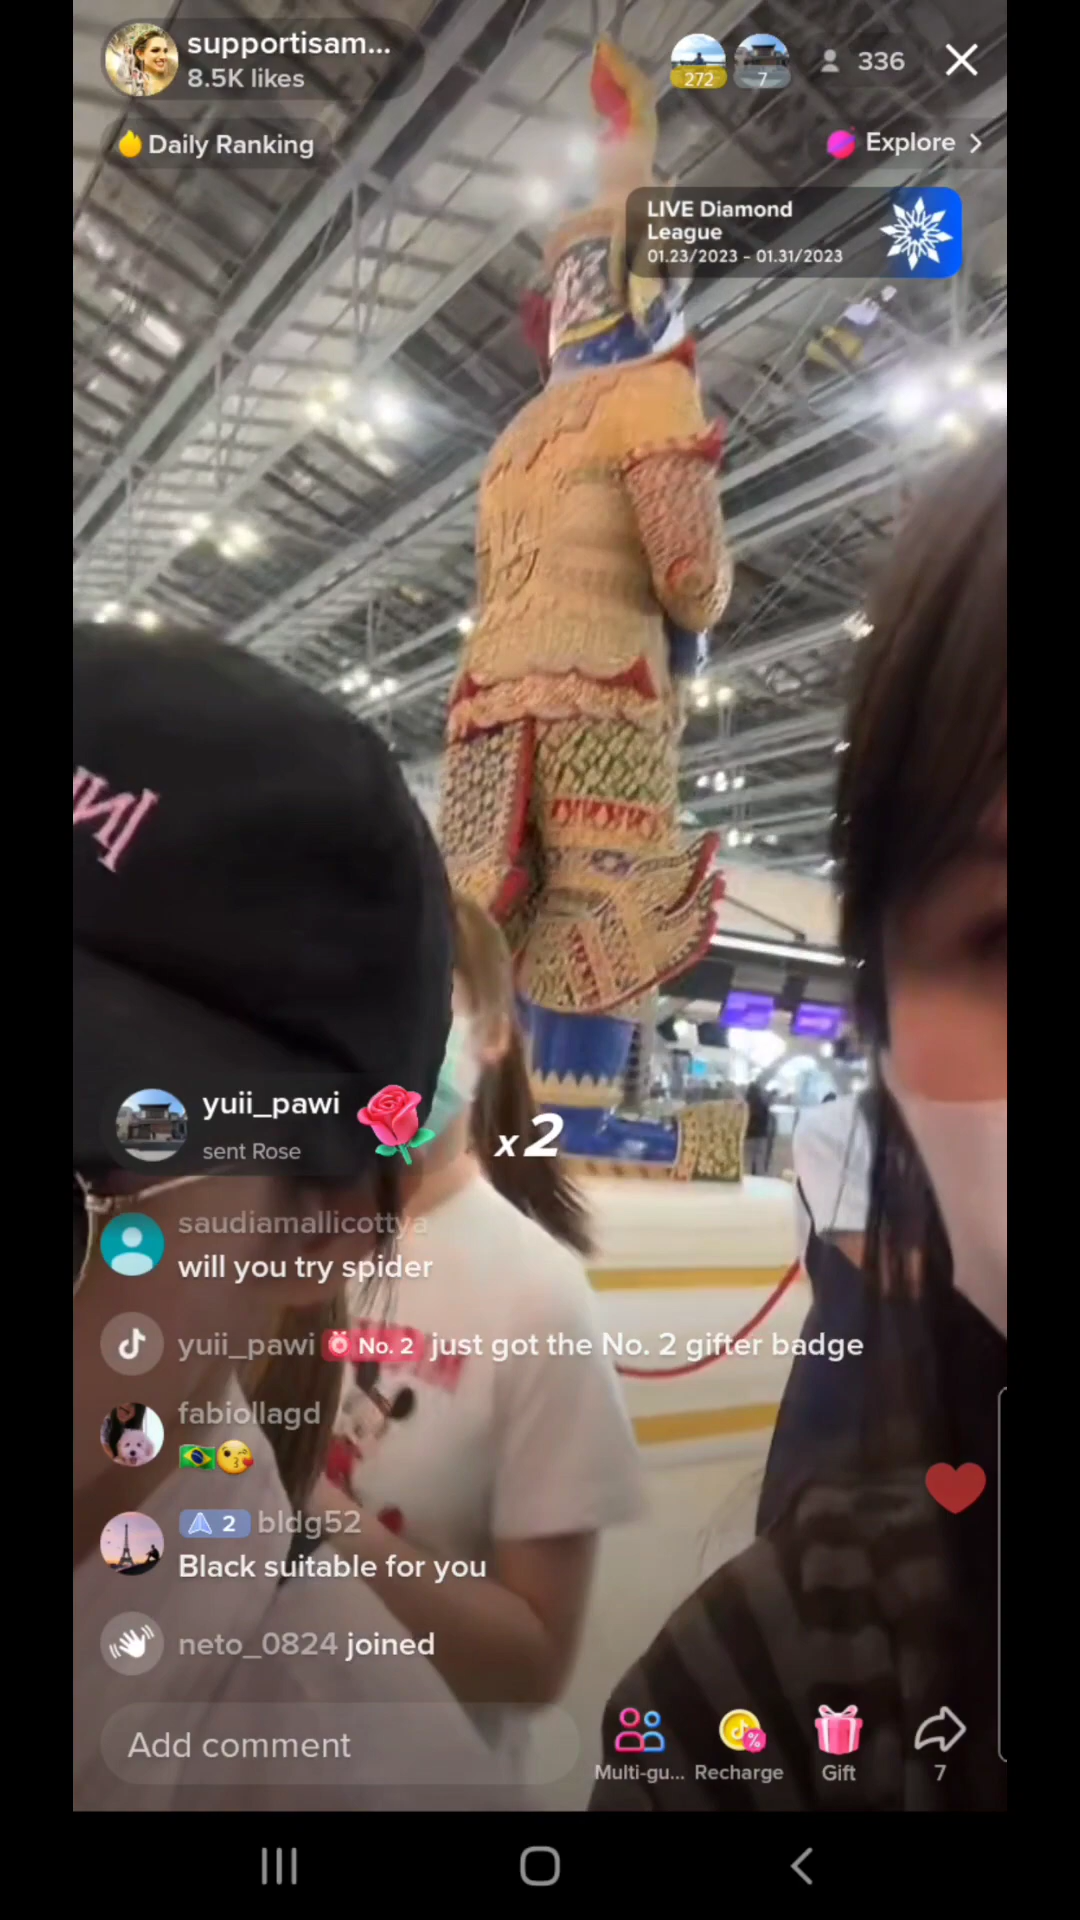 supportisam...
8.5K likes
272
7
336
Daily Ranking
Explore
LIVE Diamond
League
01.23/2023 - 01.31/2023
yuii_pawi
sent Rose
x2
saudiamallicottya
will you try spider
yuii_pawi No. 2 just got the No. 2 gifter badge
fabiollagd
🇧🇷😘
2 bldg52
Black suitable for you
neto_0824 joined
Add comment
Multi-gu...
Recharge
Gift
7